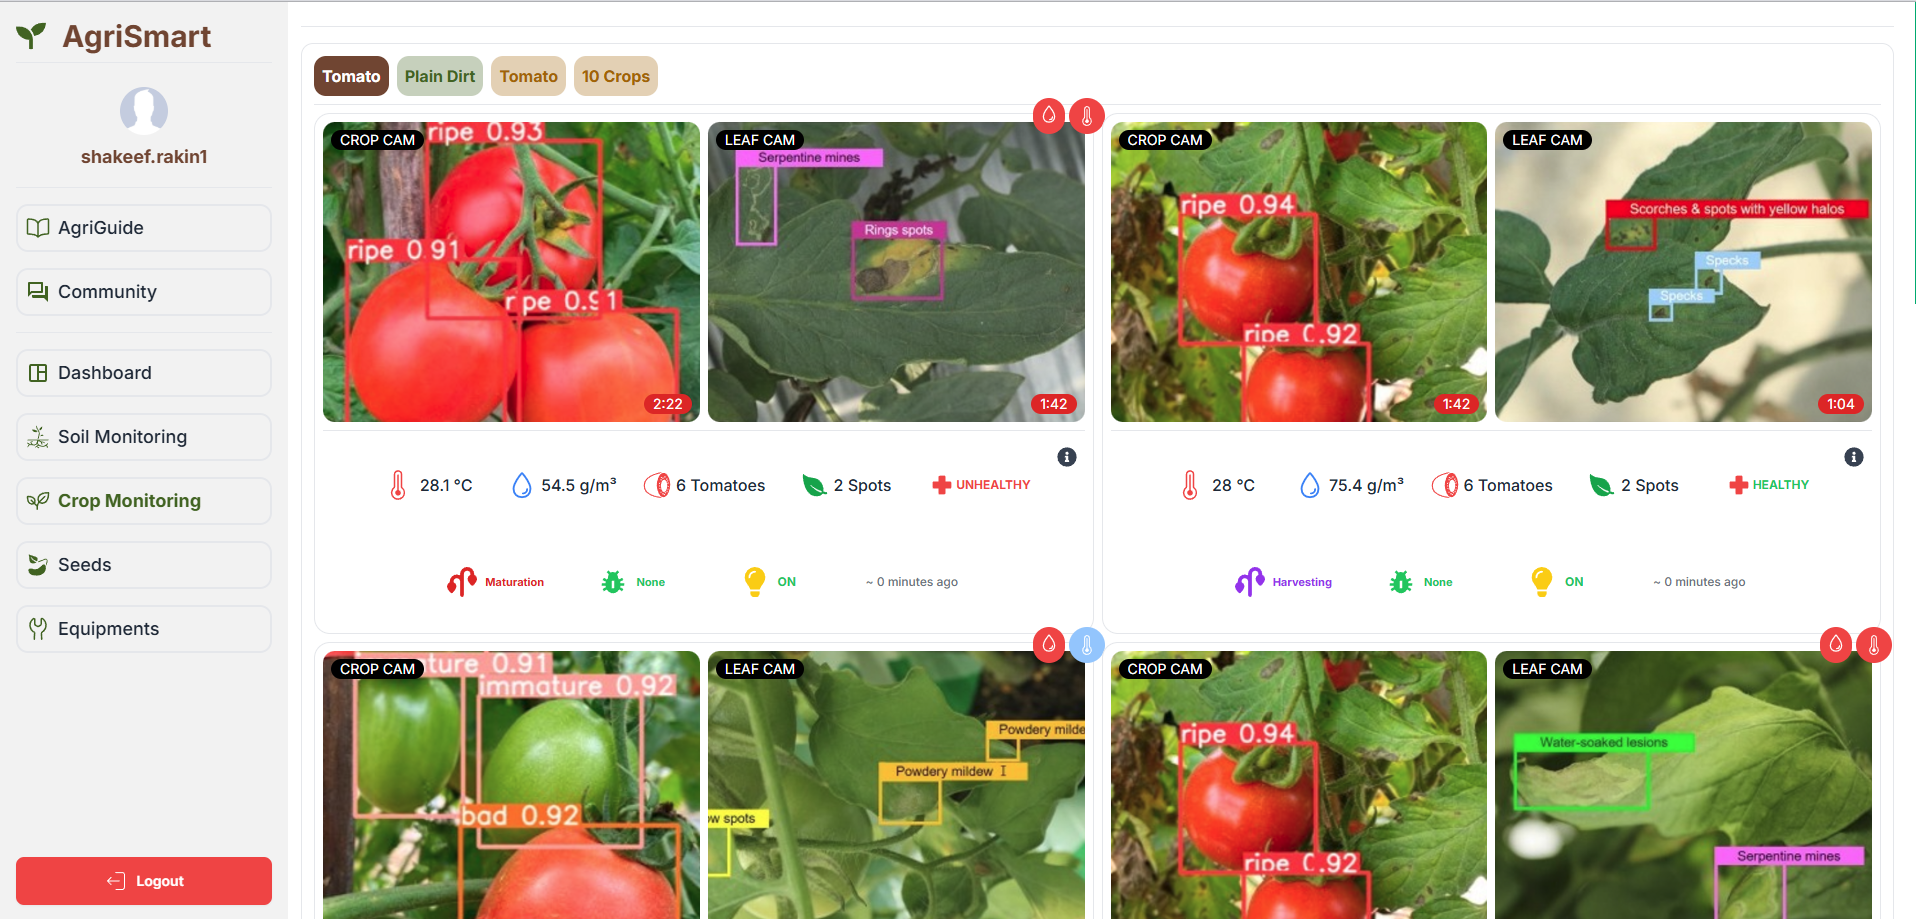 AgriSmart
shakeef.rakin1
AgriGuide
Community
Dashboard
Soil Monitoring
Crop Monitoring
Seeds
Equipments
Logout
Tomato
Plain Dirt
Tomato
10 Crops
CROP CAM
ripe 0.93
ripe 0.91
ripe 0.91
2:22
LEAF CAM
Serpentine mines
Rings spots
1:42
28.1 °C
54.5 g/m³
6 Tomatoes
2 Spots
UNHEALTHY
Maturation
None
ON
~ 0 minutes ago
CROP CAM
ripe 0.94
ripe 0.92
1:42
LEAF CAM
Scorches & spots with yellow halos
Specks
Specks
1:04
28 °C
75.4 g/m³
6 Tomatoes
2 Spots
HEALTHY
Harvesting
None
ON
~ 0 minutes ago
CROP CAM
ture 0.91
immature 0.92
bad 0.92
LEAF CAM
Powdery milde
Powdery mildew
w spots
CROP CAM
ripe 0.94
ripe 0.92
LEAF CAM
Water-soaked lesions
Serpentine mines